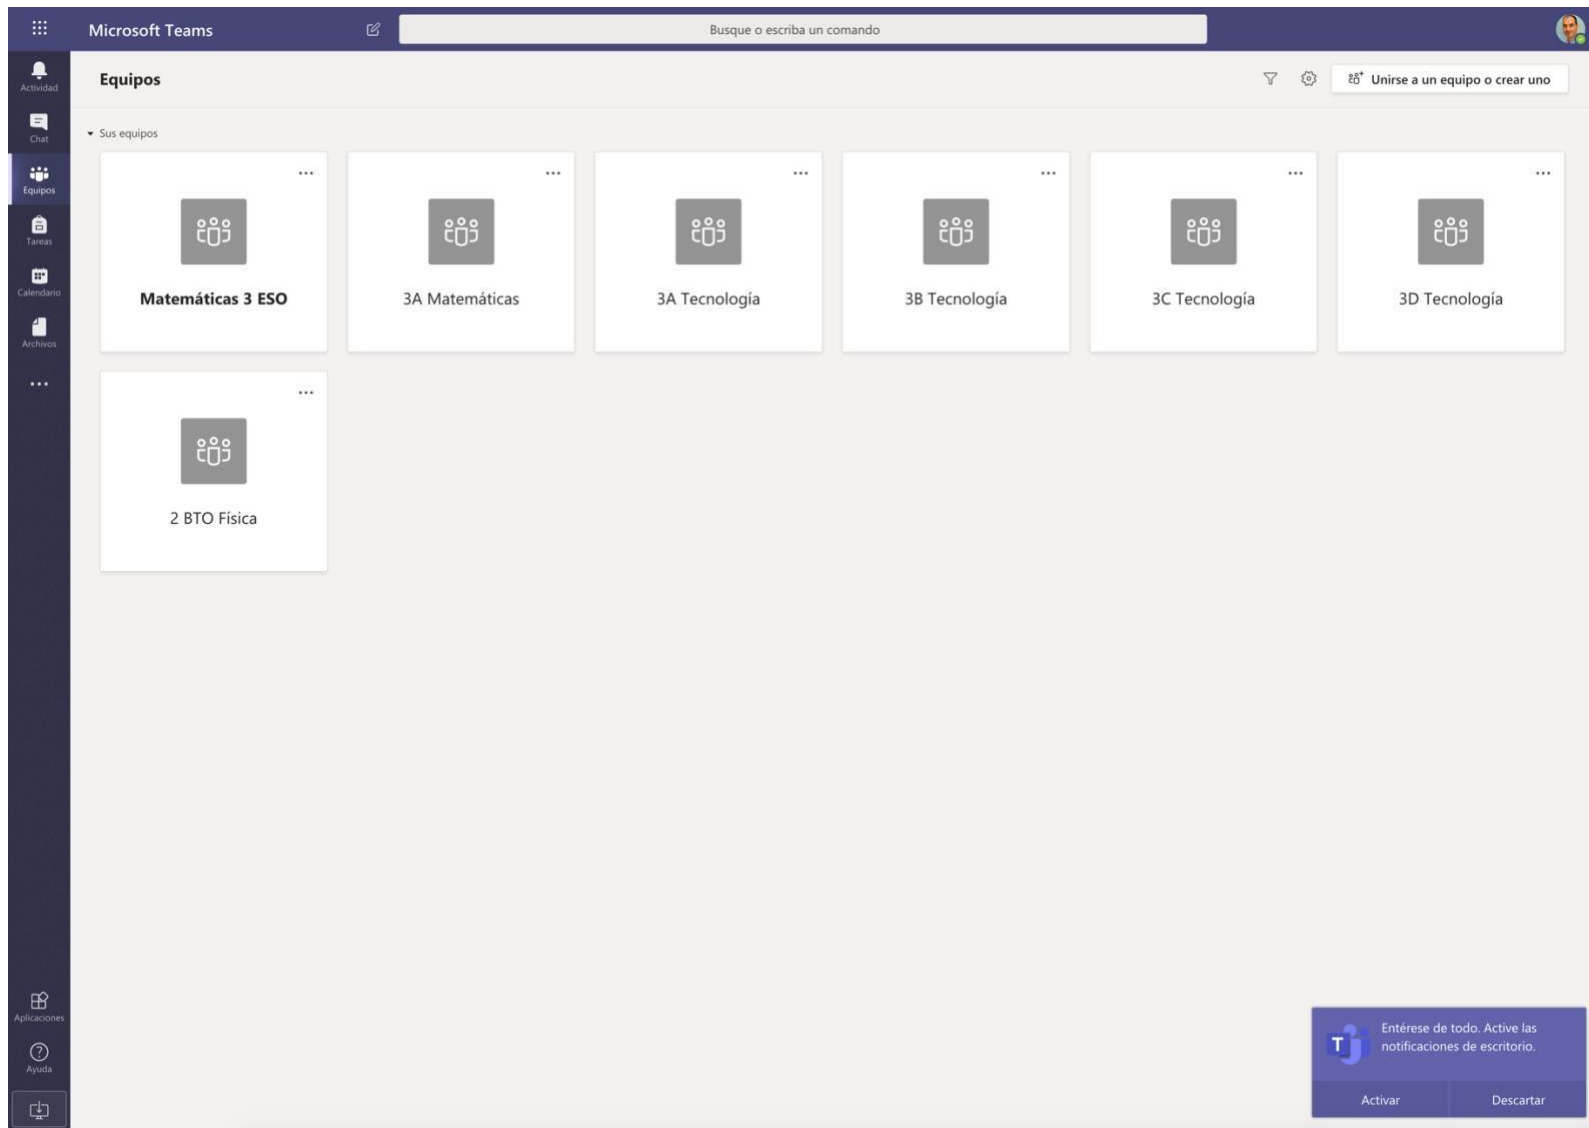 Microsoft Teams
Busque o escriba un comando
Actividad
Chat
Equipos
Tareas
Calendario
Archivos
Aplicaciones
Ayuda
Equipos
Unirse a un equipo o crear uno
Sus equipos
Matemáticas 3 ESO
3A Matemáticas
3A Tecnología
3B Tecnología
3C Tecnología
3D Tecnología
2 BTO Física
T
Entérese de todo. Active las
notificaciones de escritorio.
Activar
Descartar